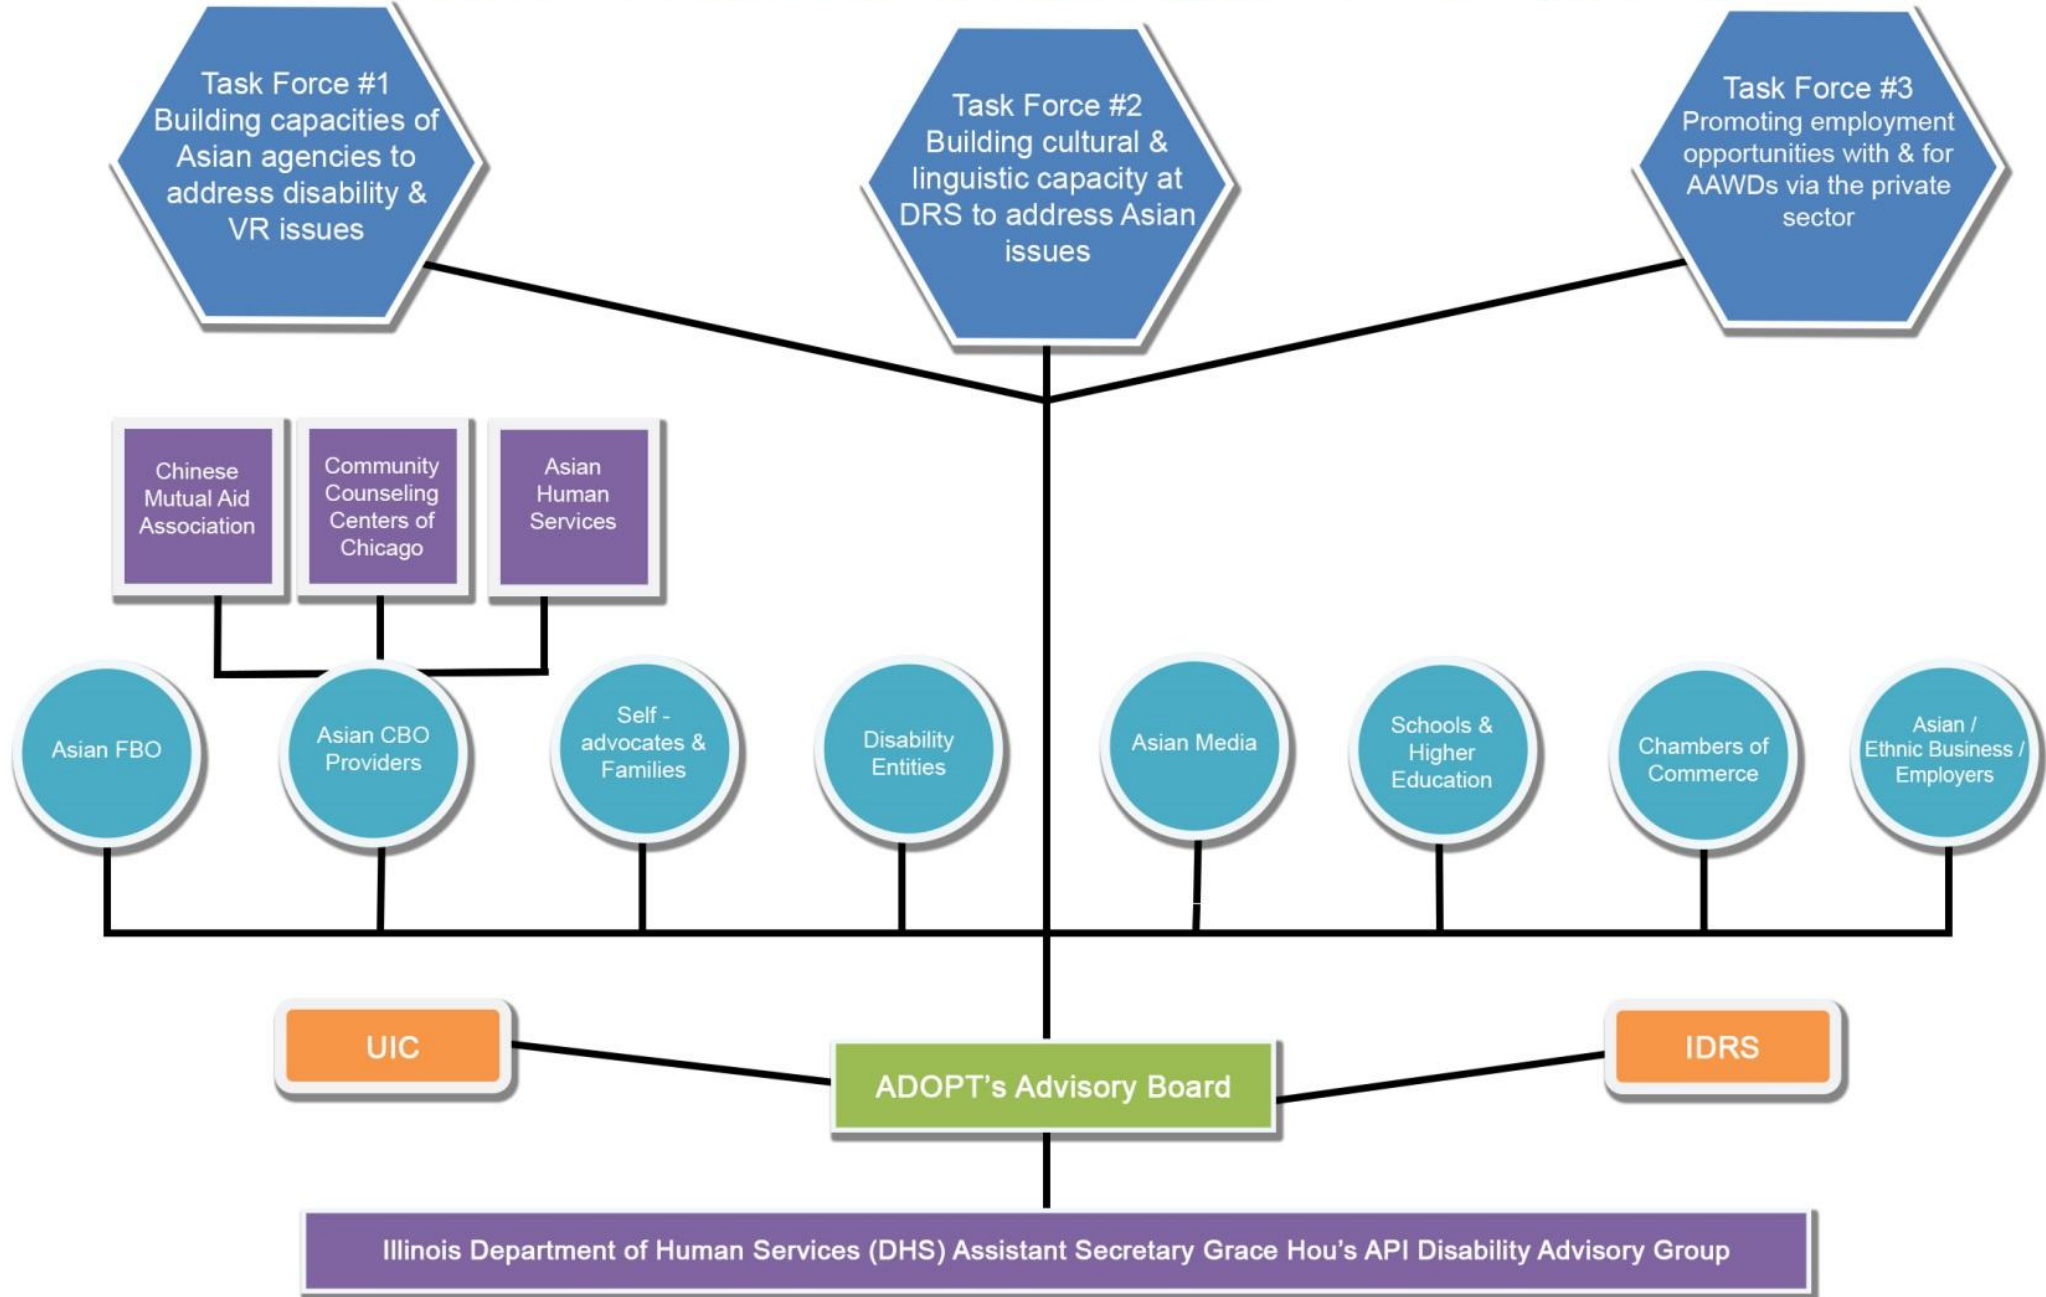 Task Force #1
Building capacities of
Asian agencies to
address disability &
VR issues
Task Force #2
Building cultural &
linguistic capacity at
DRS to address Asian
issues
Task Force #3
Promoting employment
opportunities with & for
AAWDs via the private
sector
Chinese
Mutual Aid
Association
Community
Counseling
Centers of
Chicago
Asian
Human
Services
Asian FBO
Asian CBO
Providers
Self -
advocates &
Families
Disability
Entities
Asian Media
Schools &
Higher
Education
Chambers of
Commerce
Asian /
Ethnic Business /
Employers
UIC
ADOPT's Advisory Board
IDRS
Illinois Department of Human Services (DHS) Assistant Secretary Grace Hou's API Disability Advisory Group